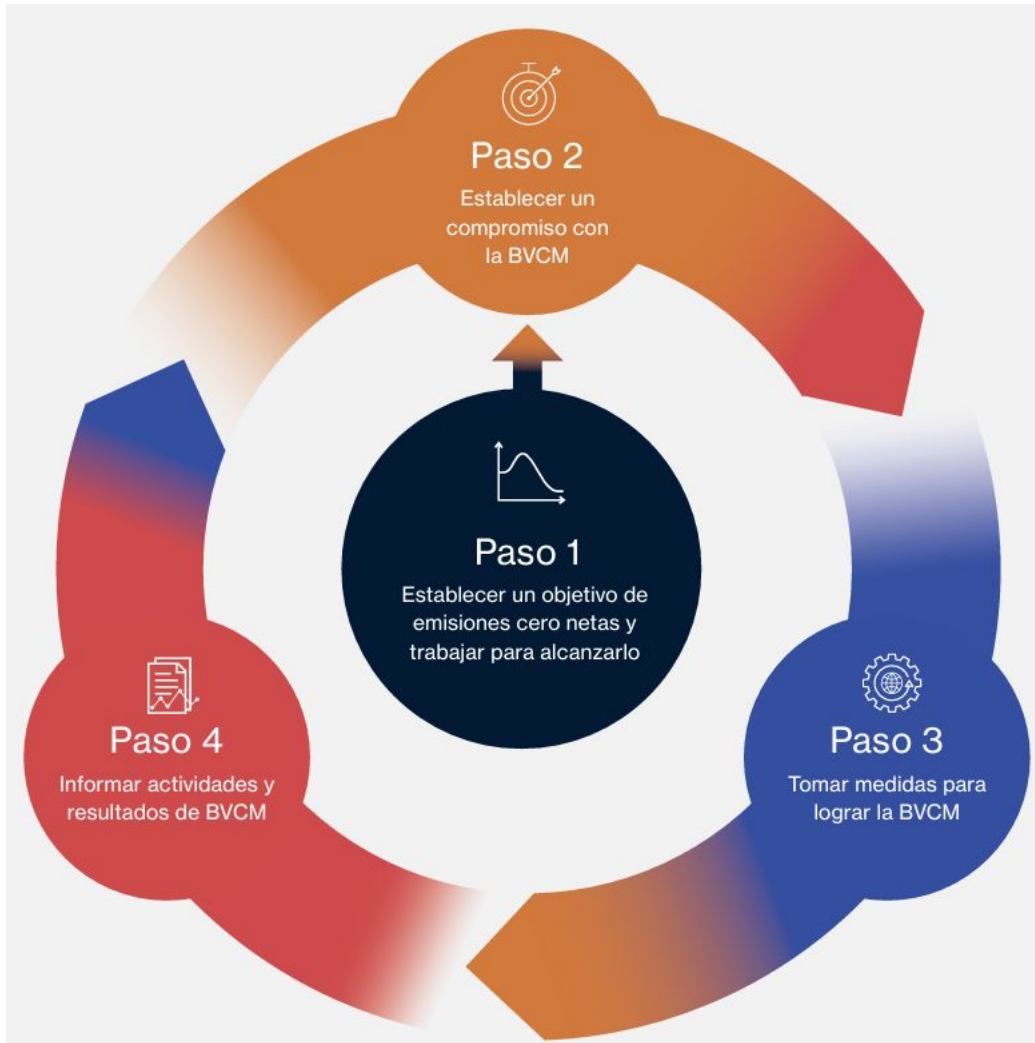 Paso 2
Establecer un
compromiso con
la BVCM
Paso 1
Establecer un objetivo de
emisiones cero netas y
trabajar para alcanzarlo
Paso 4
Informar actividades y
resultados de BVCM
Paso 3
Tomar medidas para
lograr la BVCM